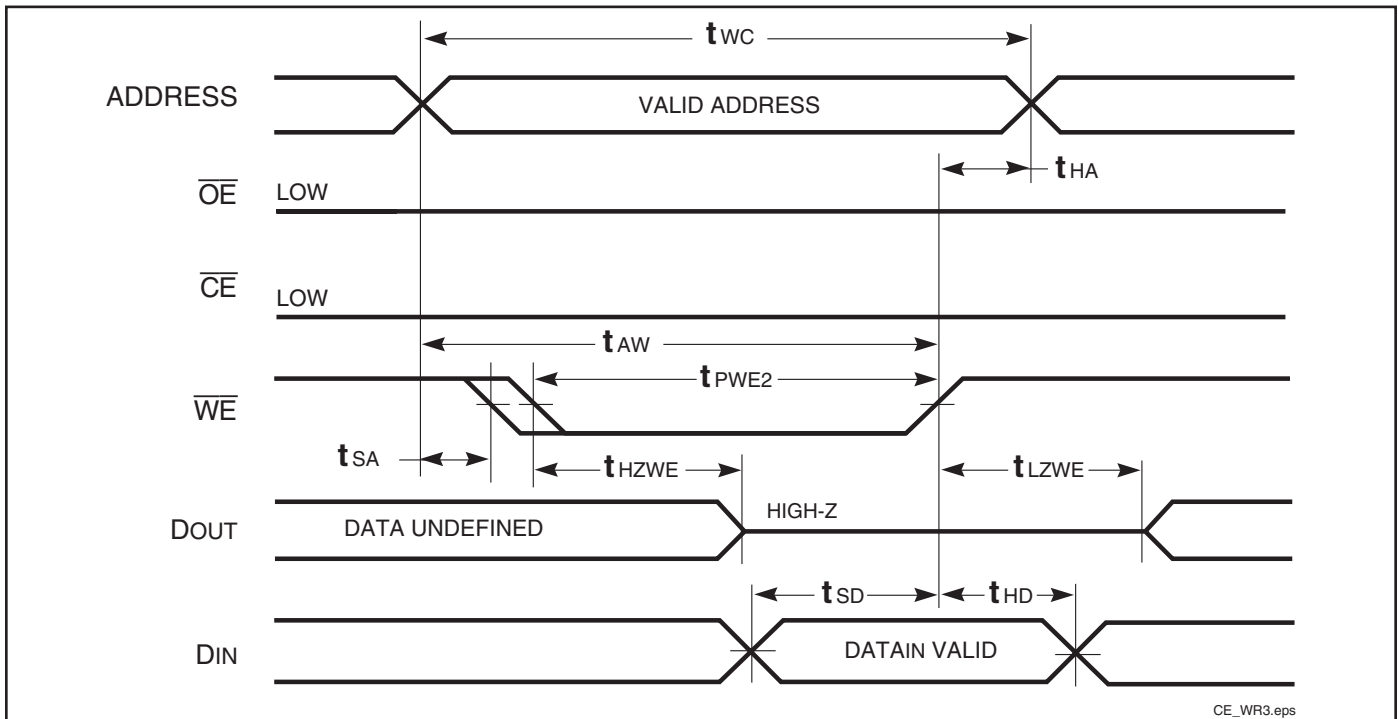 tWC
ADDRESS
VALID ADDRESS
tHA
OE
LOW
CE
LOW
tAW
tPWE2
WE
tSA
tHZWE
tLZWE
HIGH-Z
DOUT
DATA UNDEFINED
tSD
tHD
DIN
DATAIN VALID
CE_WR3.eps